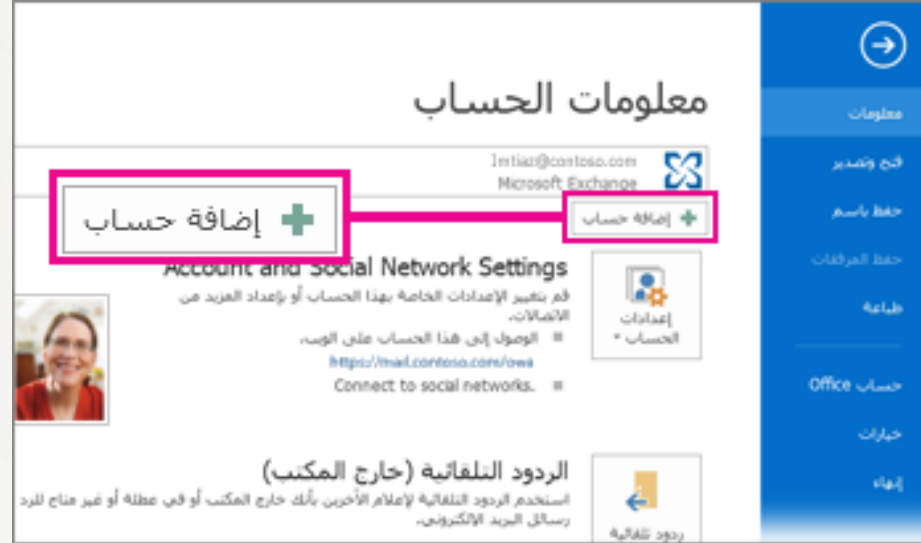 معلومات
فتح وتصدير
حفظ باسم
حفظ المرفقات
طباعة
حساب Office
خيارات
إنهاء
معلومات الحساب
Imtiaz@contoso.com
Microsoft Exchange
إضافة حساب
إضافة حساب
إعدادات
الحساب
Account and Social Network Settings
قم بتغيير الإعدادات الخاصة بهذا الحساب أو بإعداد المزيد من
الاتصالات.
الوصول إلى هذا الحساب على الويب.
https://mail.contoso.com/owa
Connect to social networks.
ردود تلقائية
الردود التلقائية (خارج المكتب)
استخدم الردود التلقائية لإعلام الآخرين بأنك خارج المكتب أو في عطلة أو غير متاح للرد
رسائل البريد الإلكتروني.